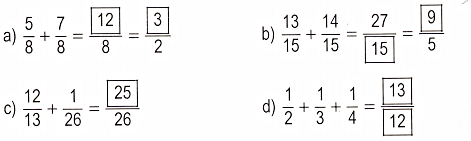 a) 5/8 + 7/8 = 12/8 = 3/2
b) 13/15 + 14/15 = 27/15 = 9/5
c) 12/13 + 1/26 = 25/26
d) 1/2 + 1/3 + 1/4 = 13/12